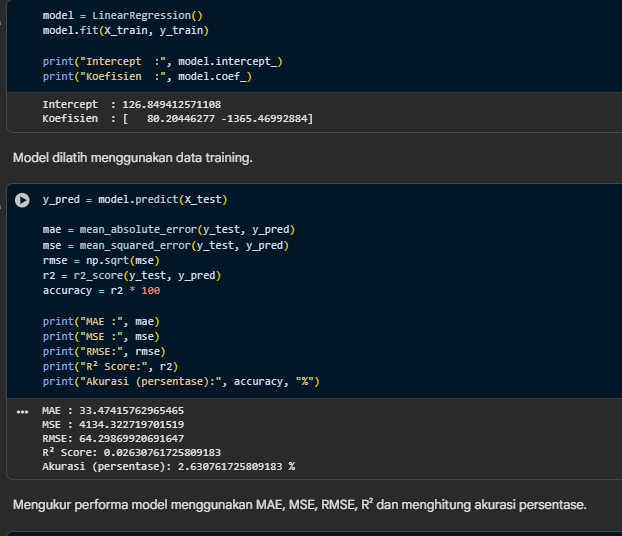 model = LinearRegression()
model.fit(X_train, y_train)
print("Intercept  :", model.intercept_)
print("Koefisien  :", model.coef_)
Intercept  : 126.849412571108
Koefisien  : [   80.20446277 -1365.46992884]
Model dilatih menggunakan data training.
y_pred = model.predict(X_test)
mae = mean_absolute_error(y_test, y_pred)
mse = mean_squared_error(y_test, y_pred)
rmse = np.sqrt(mse)
r2 = r2_score(y_test, y_pred)
accuracy = r2 * 100
print("MAE :", mae)
print("MSE :", mse)
print("RMSE:", rmse)
print("R² Score:", r2)
print("Akurasi (persentase):", accuracy, "%")
MAE : 33.47415762965465
MSE : 4134.322719701519
RMSE: 64.29869920691647
R² Score: 0.02630761725809183
Akurasi (persentase): 2.630761725809183 %
Mengukur performa model menggunakan MAE, MSE, RMSE, R² dan menghitung akurasi persentase.